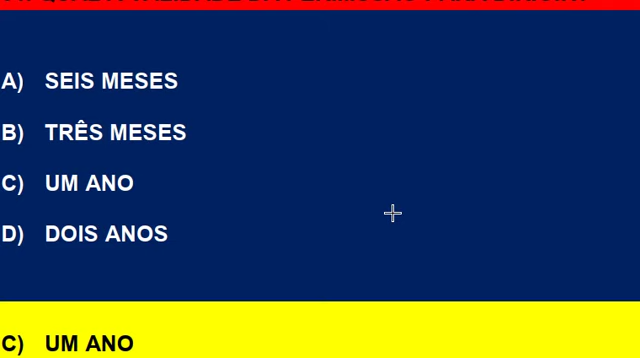 A) SEIS MESES
B) TRÊS MESES
C) UM ANO
D) DOIS ANOS
C) UM ANO